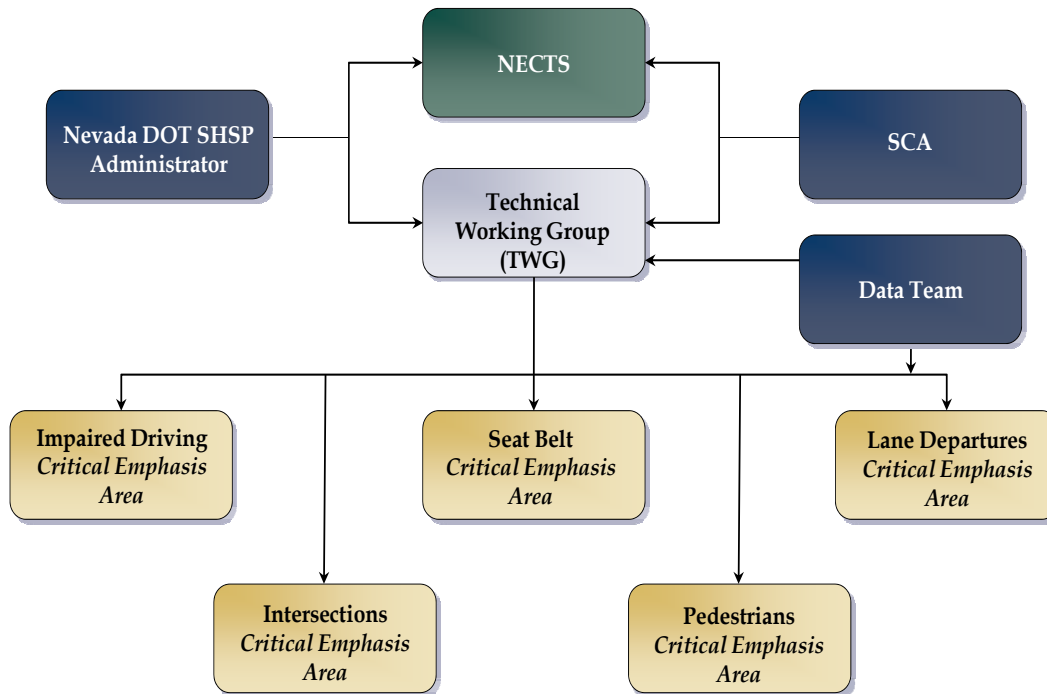 NECTS
Nevada DOT SHSP
Administrator
SCA
Technical
Working Group
(TWG)
Data Team
Impaired Driving
Critical Emphasis
Area
Seat Belt
Critical Emphasis
Area
Lane Departures
Critical Emphasis
Area
Intersections
Critical Emphasis
Area
Pedestrians
Critical Emphasis
Area